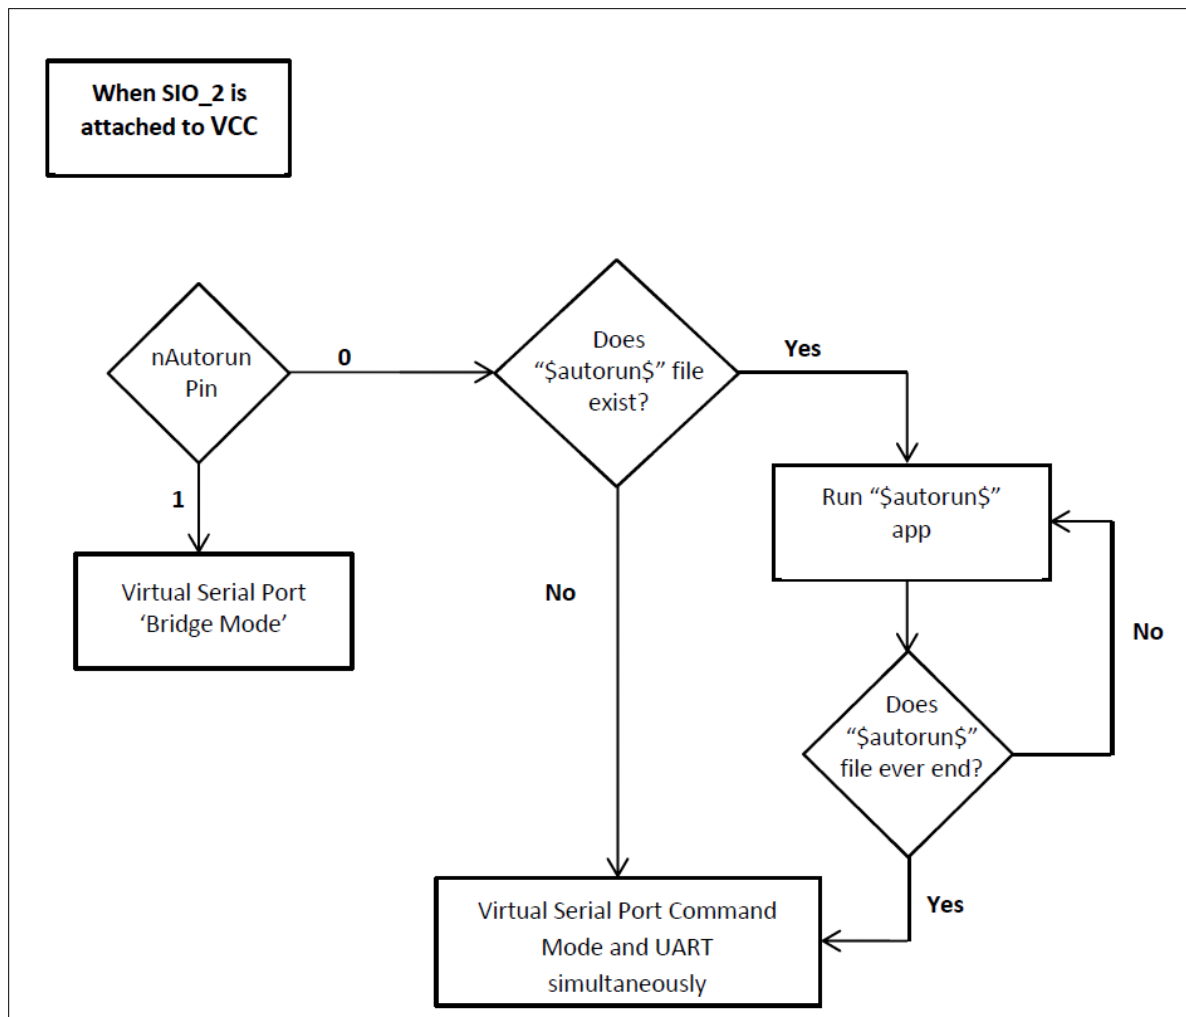 When SIO_2 is
attached to VCC
nAutorun
Pin
0
1
Virtual Serial Port
‘Bridge Mode’
Does
“$autorun$” file
exist?
Yes
No
Run “$autorun$”
app
No
Does
“$autorun$”
file ever end?
Yes
Virtual Serial Port Command
Mode and UART
simultaneously